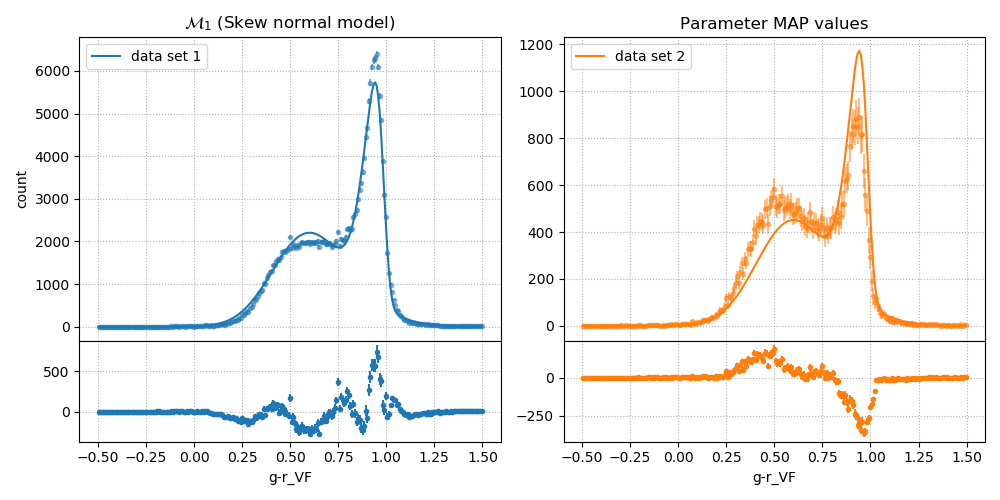 ℳ₁ (Skew normal model)
Parameter MAP values
data set 1
data set 2
count
6000
5000
4000
3000
2000
1000
0
500
0
−0.50 −0.25 0.00 0.25 0.50 0.75 1.00 1.25 1.50
g-r_VF
1200
1000
800
600
400
200
0
0
−250
−0.50 −0.25 0.00 0.25 0.50 0.75 1.00 1.25 1.50
g-r_VF